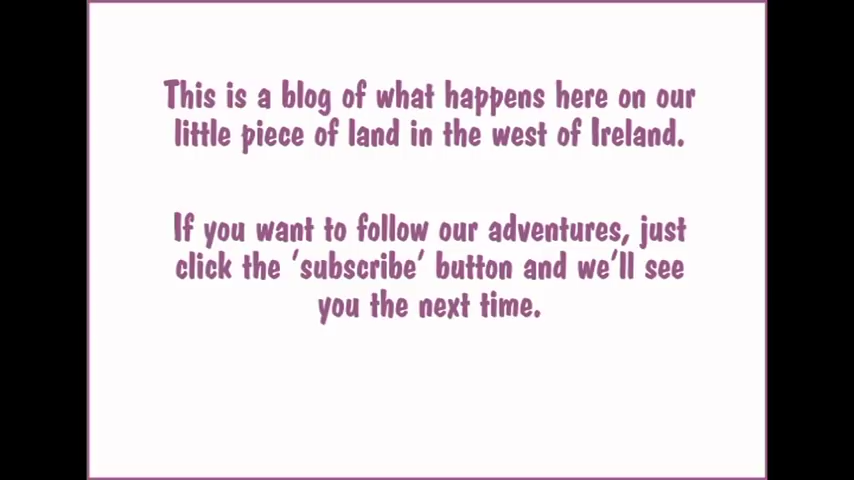 This is a blog of what happens here on our
little piece of land in the west of Ireland.
If you want to follow our adventures, just
click the ‘subscribe’ button and we’ll see
you the next time.